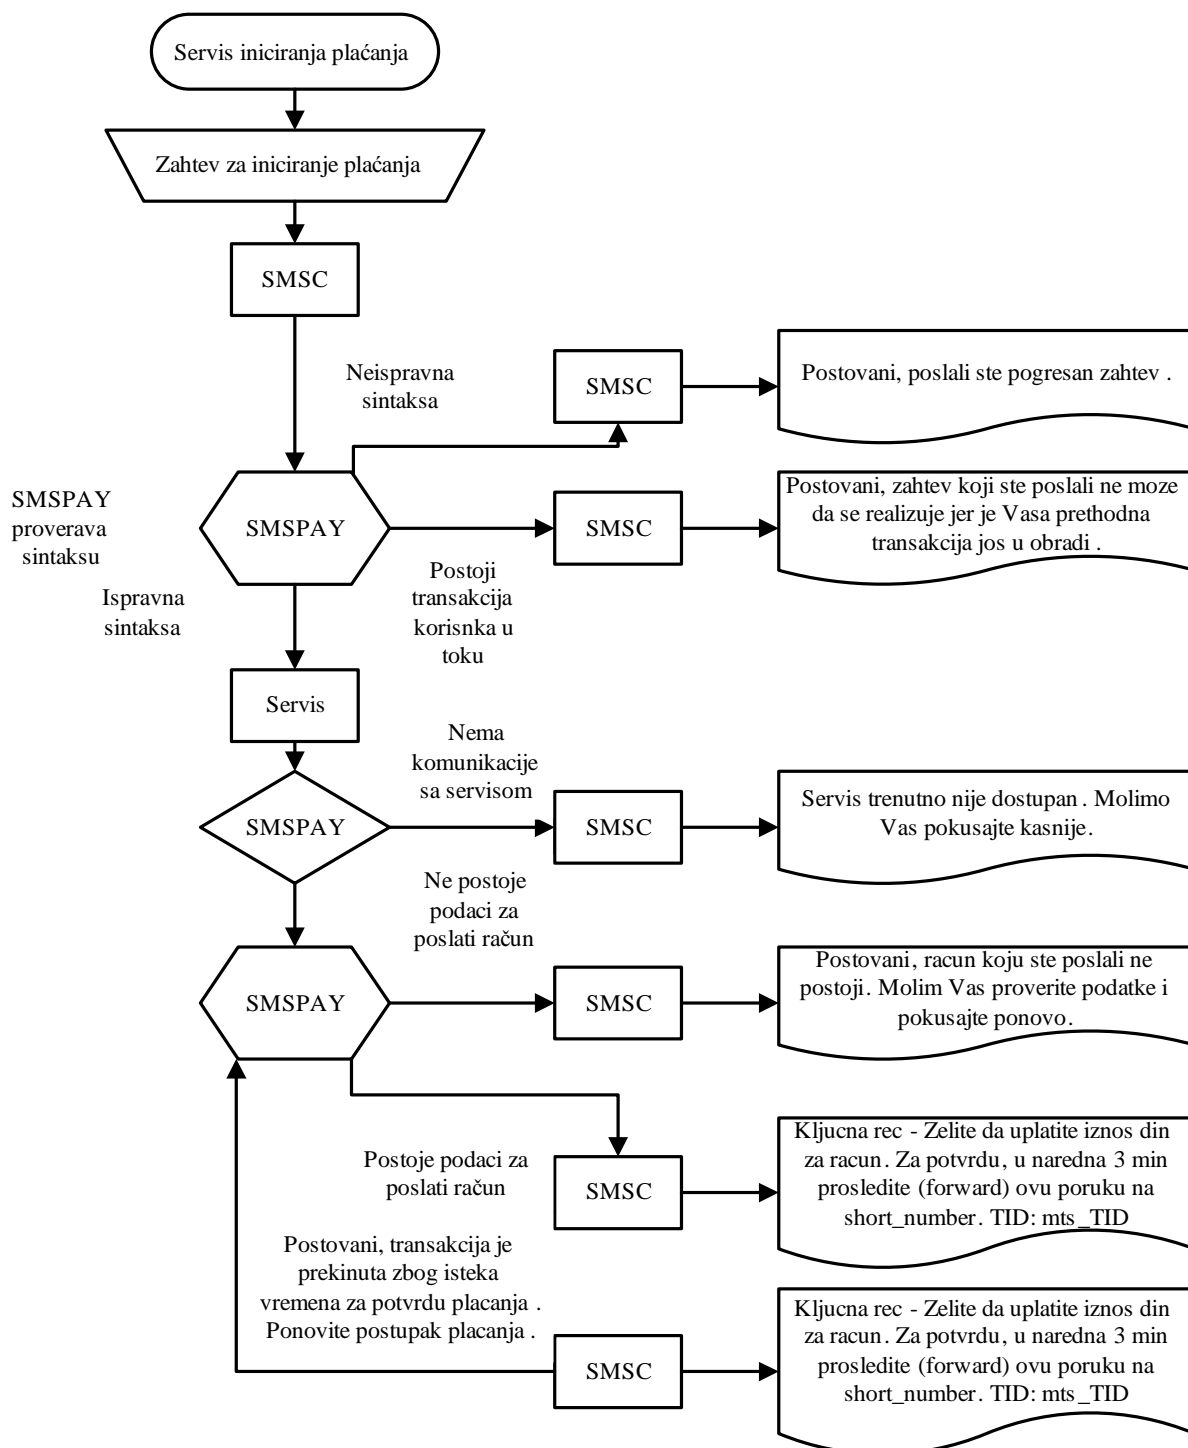 Servis iniciranja plaćanja
Zahtev za iniciranje plaćanja
SMSC
Neispravna
sintaksa
SMSC
Postovani, poslali ste pogresan zahtev .
SMSPAY
proverava
sintaksu
SMSPAY
SMSC
Postovani, zahtev koji ste poslali ne moze
da se realizuje jer je Vasa prethodna
transakcija jos u obradi .
Ispravna
sintaksa
Postoji
transakcija
korisnka u
toku
Servis
Nema
komunikacije
sa servisom
SMSPAY
SMSC
Servis trenutno nije dostupan . Molimo
Vas pokusajte kasnije.
Ne postoje
podaci za
poslati račun
SMSPAY
SMSC
Postovani, racun koju ste poslali ne
postoji. Molim Vas proverite podatke i
pokusajte ponovo.
Postoje podaci za
poslati račun
SMSC
Kljucna rec - Zelite da uplatite iznos din
za racun. Za potvrdu, u naredna 3 min
prosledite (forward) ovu poruku na
short_number. TID: mts_TID
Postovani, transakcija je
prekinuta zbog isteka
vremena za potvrdu placanja .
Ponovite postupak placanja .
SMSC
Kljucna rec - Zelite da uplatite iznos din
za racun. Za potvrdu, u naredna 3 min
prosledite (forward) ovu poruku na
short_number. TID: mts_TID